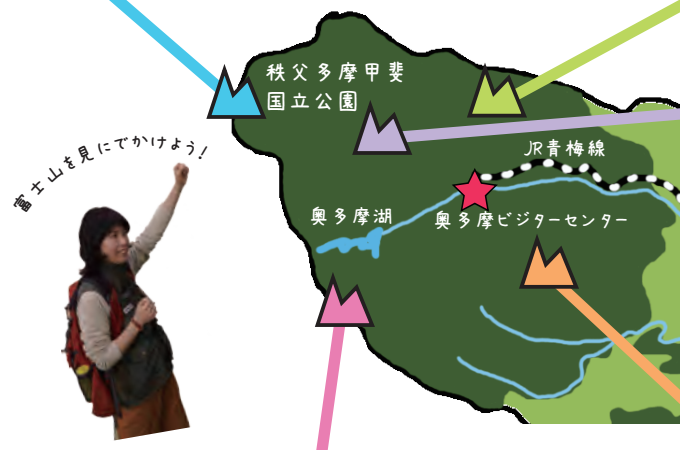 秩父多摩甲斐
国立公園
富士山を見にでかけよう!
JR青梅線
奥多摩湖
奥多摩ビジターセンター